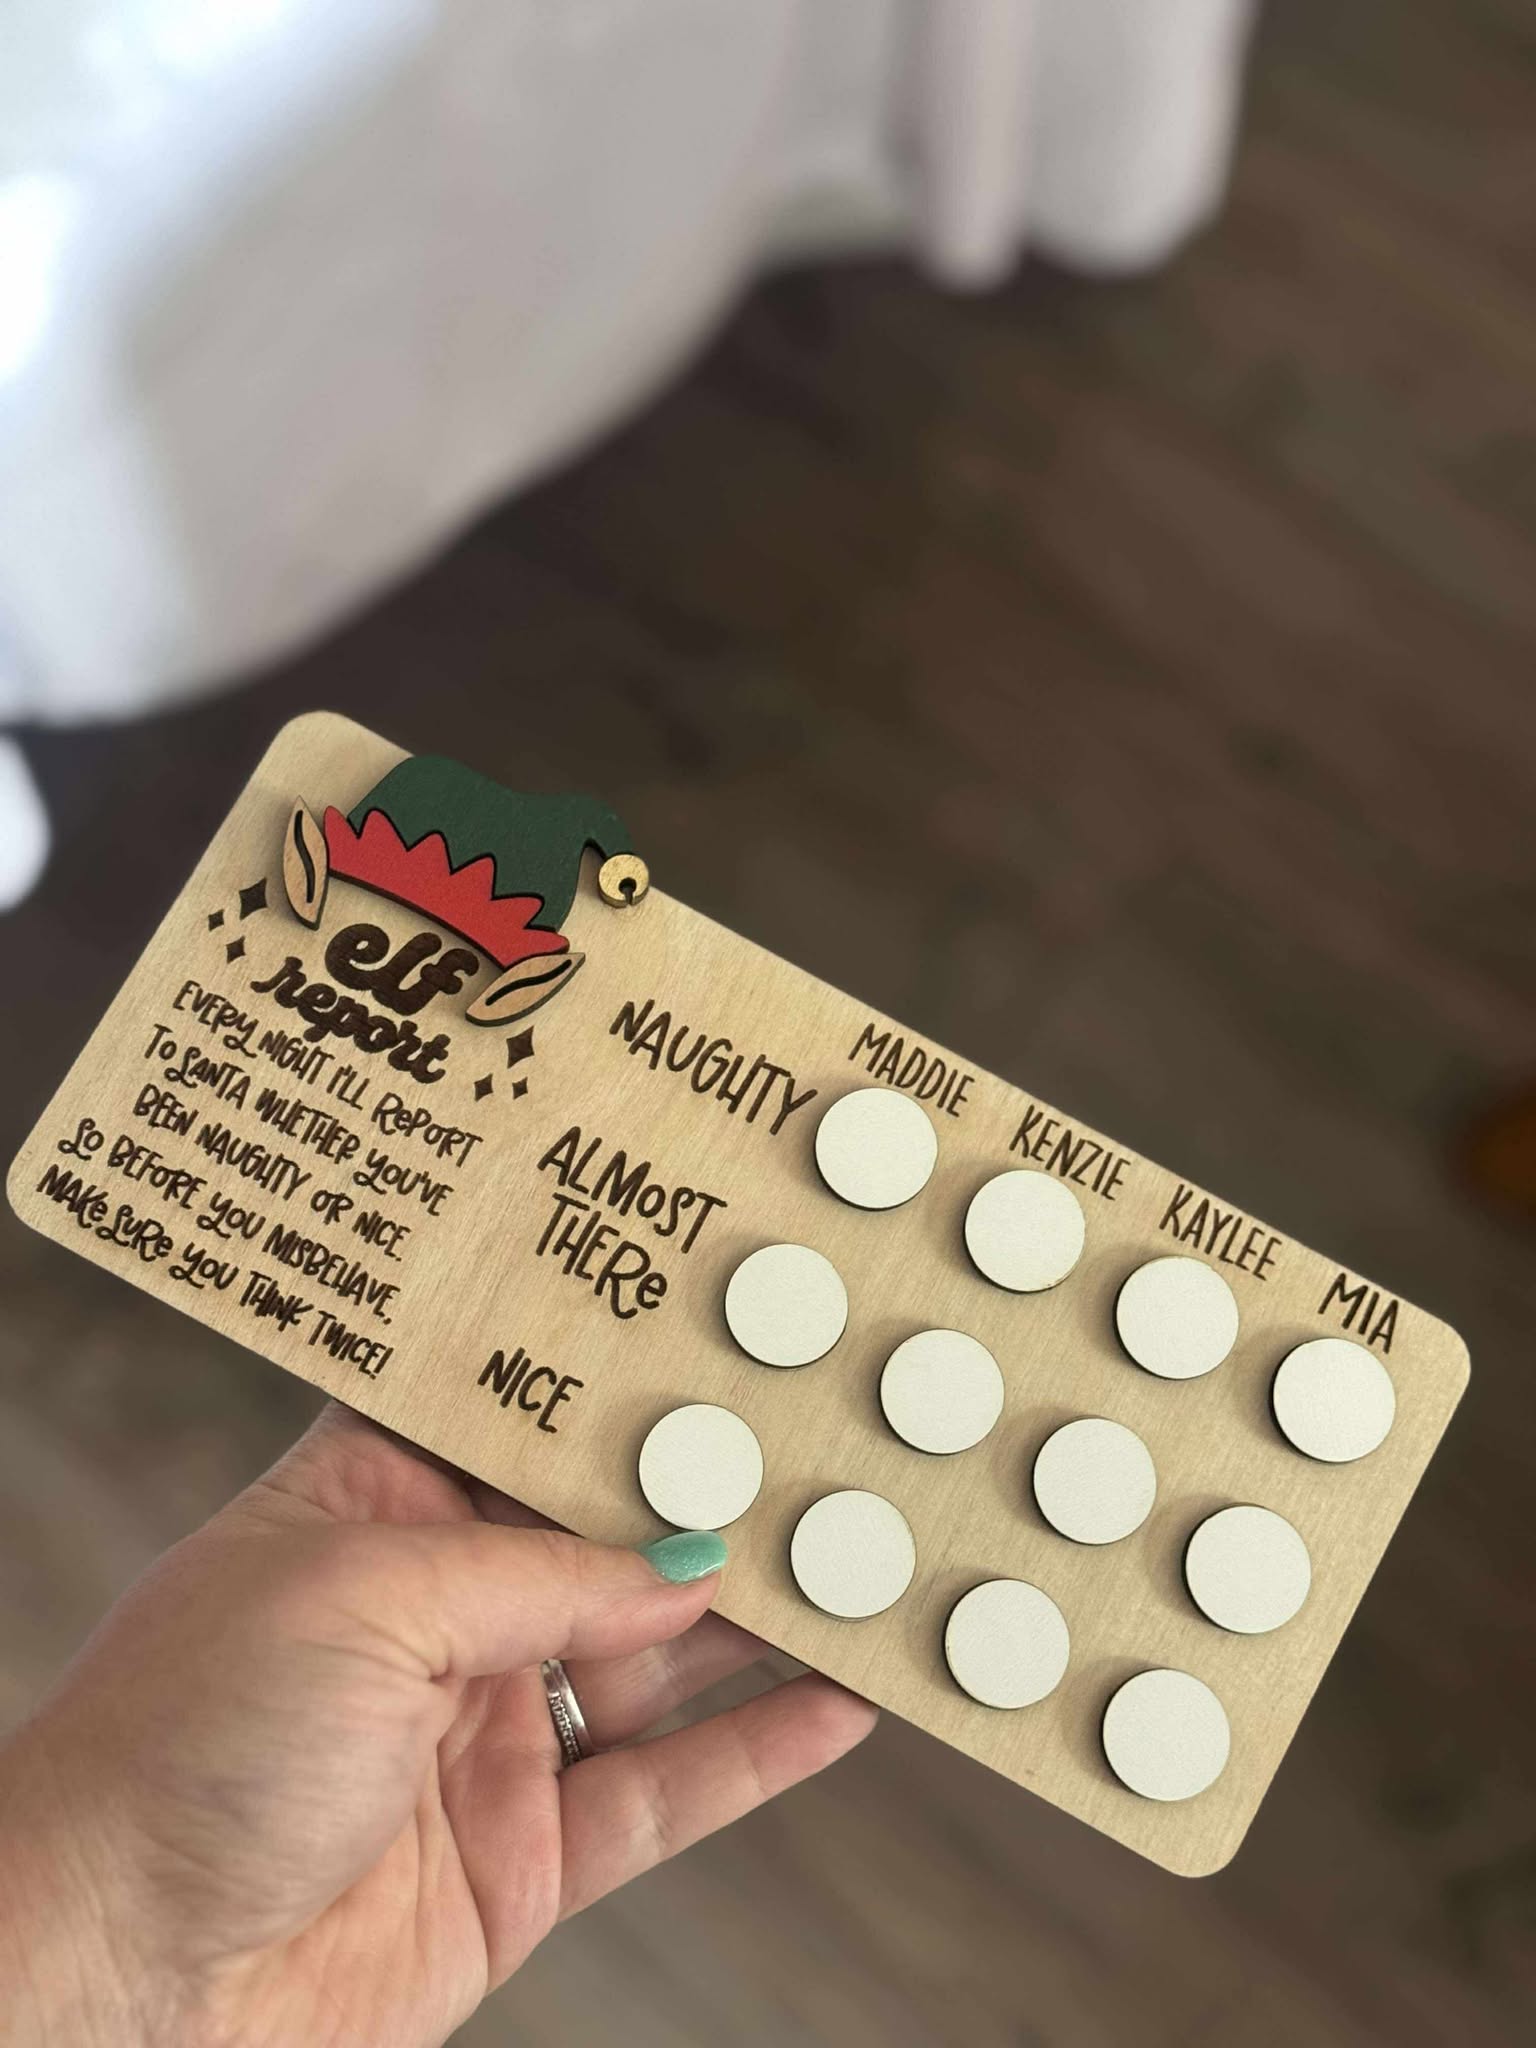 elf
report
EVERY NIGHT I'LL REPORT
TO SANTA WHETHER YOU'VE
BEEN NAUGHTY OR NICE.
SO BEFORE YOU MISBEHAVE,
MAKE SURE YOU THINK TWICE!
NAUGHTY
ALMOST
THERE
NICE
MADDIE
KENZIE
KAYLEE
MIA